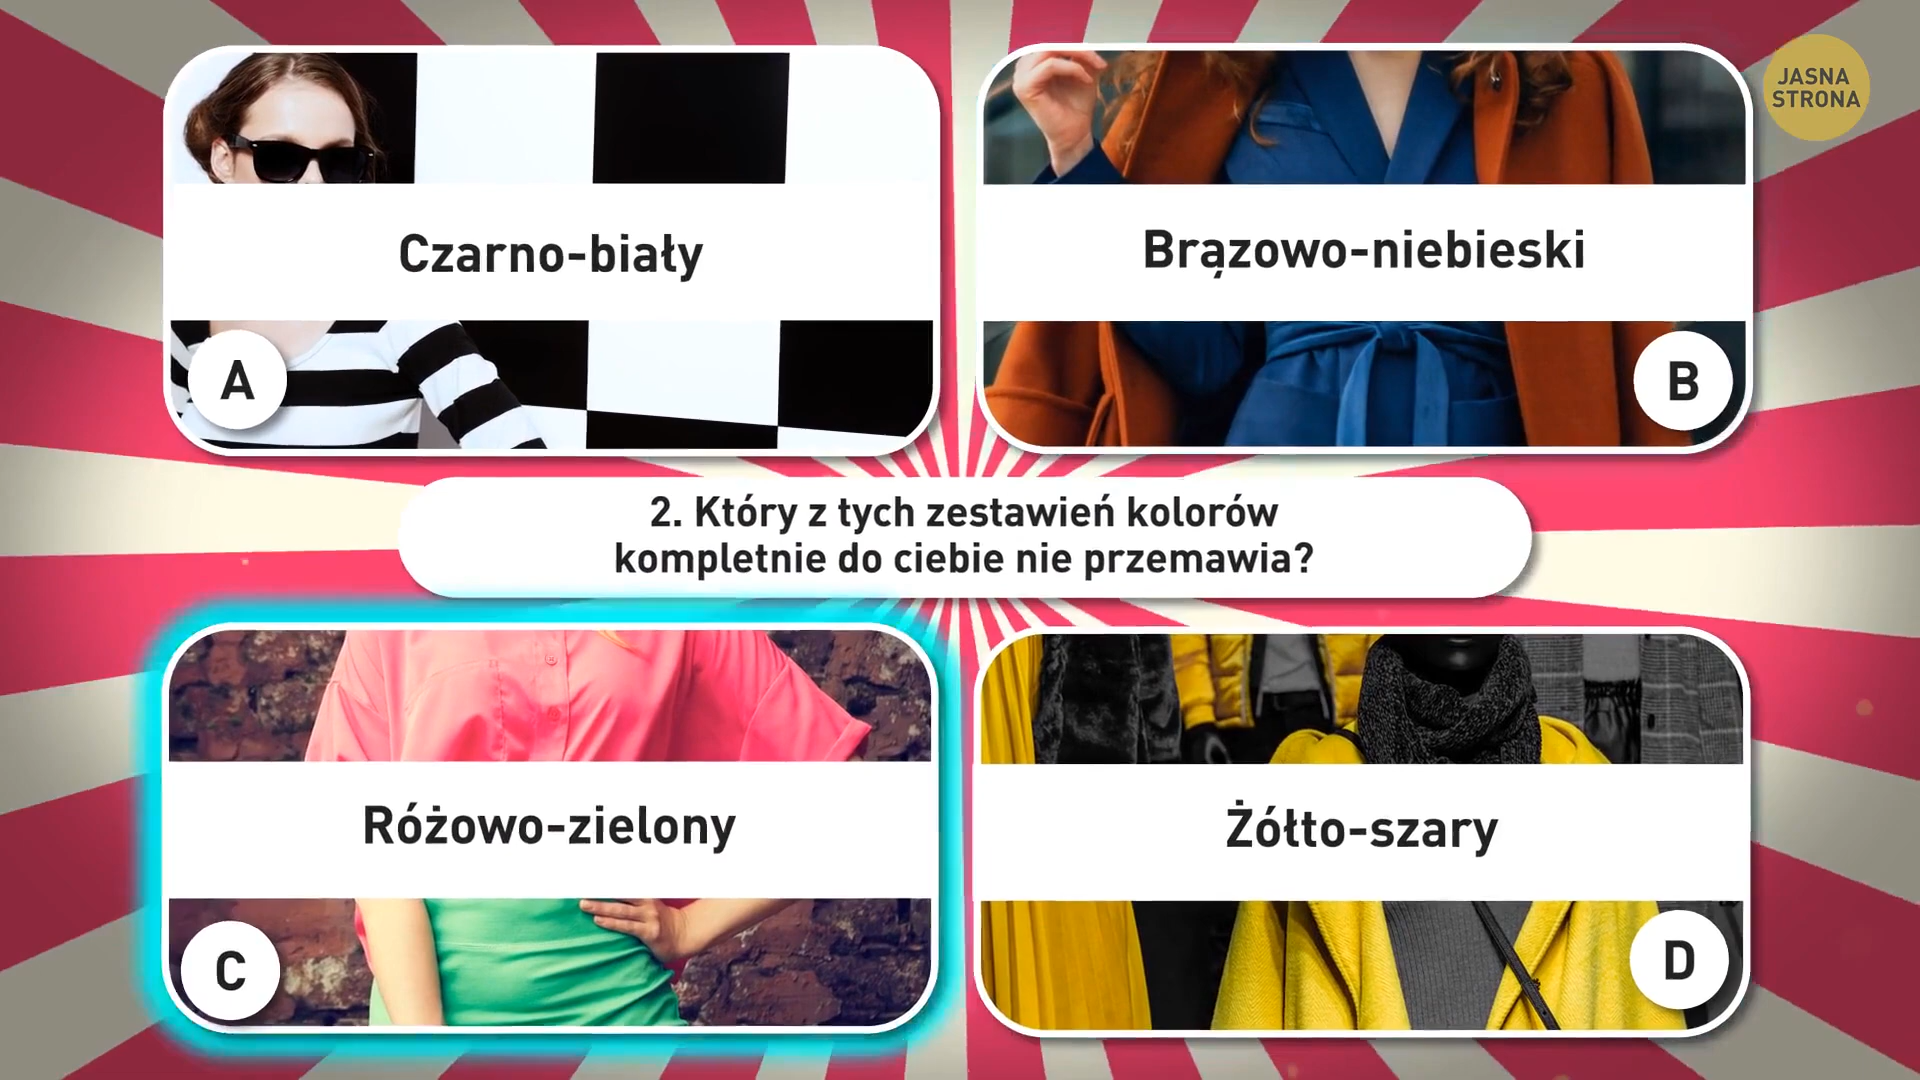 JASNA
STRONA
Czarno-biały
A
Brązowo-niebieski
B
2. Który z tych zestawień kolorów
kompletnie do ciebie nie przemawia?
Różowo-zielony
C
Żółto-szary
D